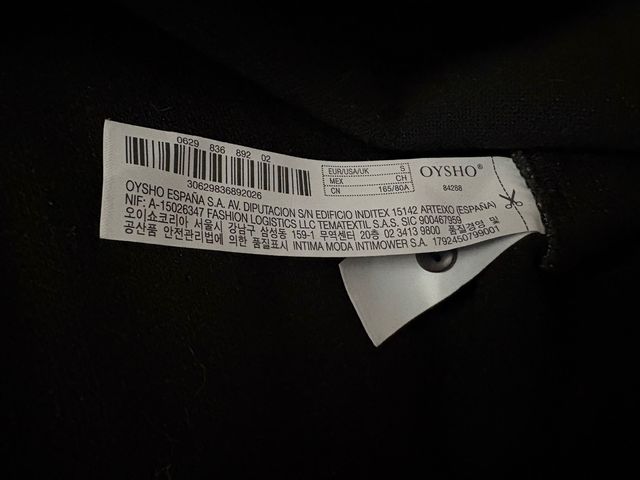 0629 836 892 02
30629836892026
EUR/USA/UK S
MEX CH
CN 165/80A
OYSHO®
84288
OYSHO ESPAÑA S.A. AV. DIPUTACION S/N EDIFICIO INDITEX 15142 ARTEIXO (ESPAÑA)
NIF: A-15026347 FASHION LOGISTICS LLC TEMATEXTIL S.A.S. SIC 900467959
오이쇼코리아 서울시 강남구 삼성동 159-1 무역센터 20층 02 3413 9800 품질경영 및
공산품 안전관리법에 의한 품질표시 INTIMA MODA INTIMOWER S.A. 1792450799001